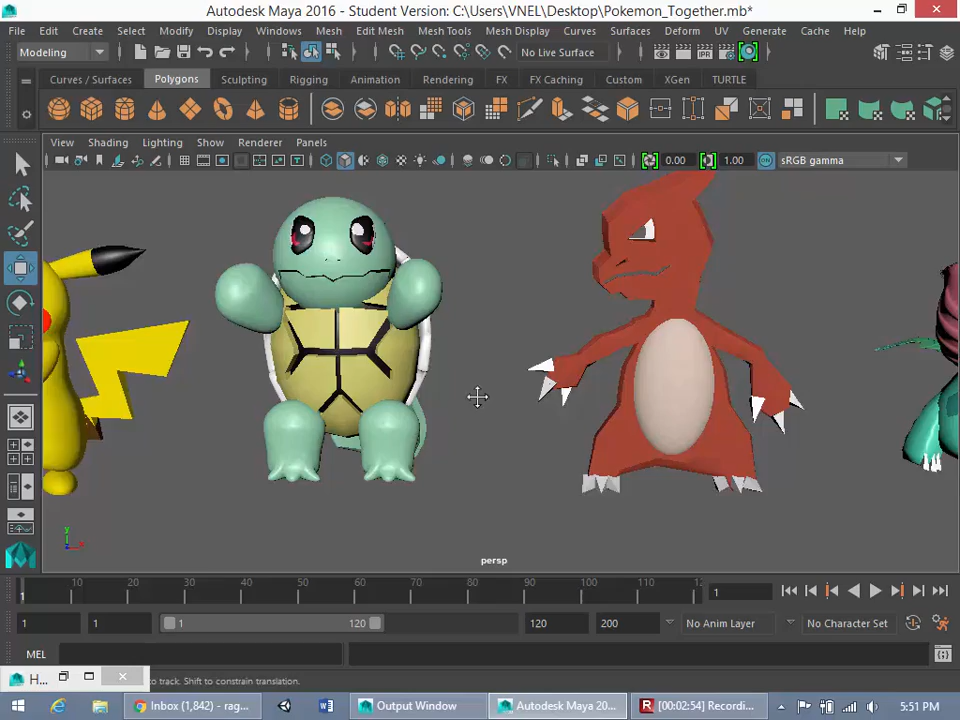 Autodesk Maya 2016 - Student Version: C:\Users\VNEL\Desktop\Pokemon_Together.mb*
File Edit Create Select Modify Display Windows Mesh Edit Mesh Mesh Tools Mesh Display Curves Surfaces Deform UV Generate Cache Help
Modeling No Live Surface
Curves / Surfaces Polygons Sculpting Rigging Animation Rendering FX FX Caching Custom XGen TURTLE
View Shading Lighting Show Renderer Panels
0.00 1.00 ON sRGB gamma
y
persp
10 20 30 40 50 60 70 80 90 100 110
1 1
1 1 1 120 120 200 No Anim Layer No Character Set
MEL
H... to track. Shift to constrain translation.
Inbox (1,842) - rag... Output Window Autodesk Maya 20... [00:02:54] Recordi... 5:51 PM